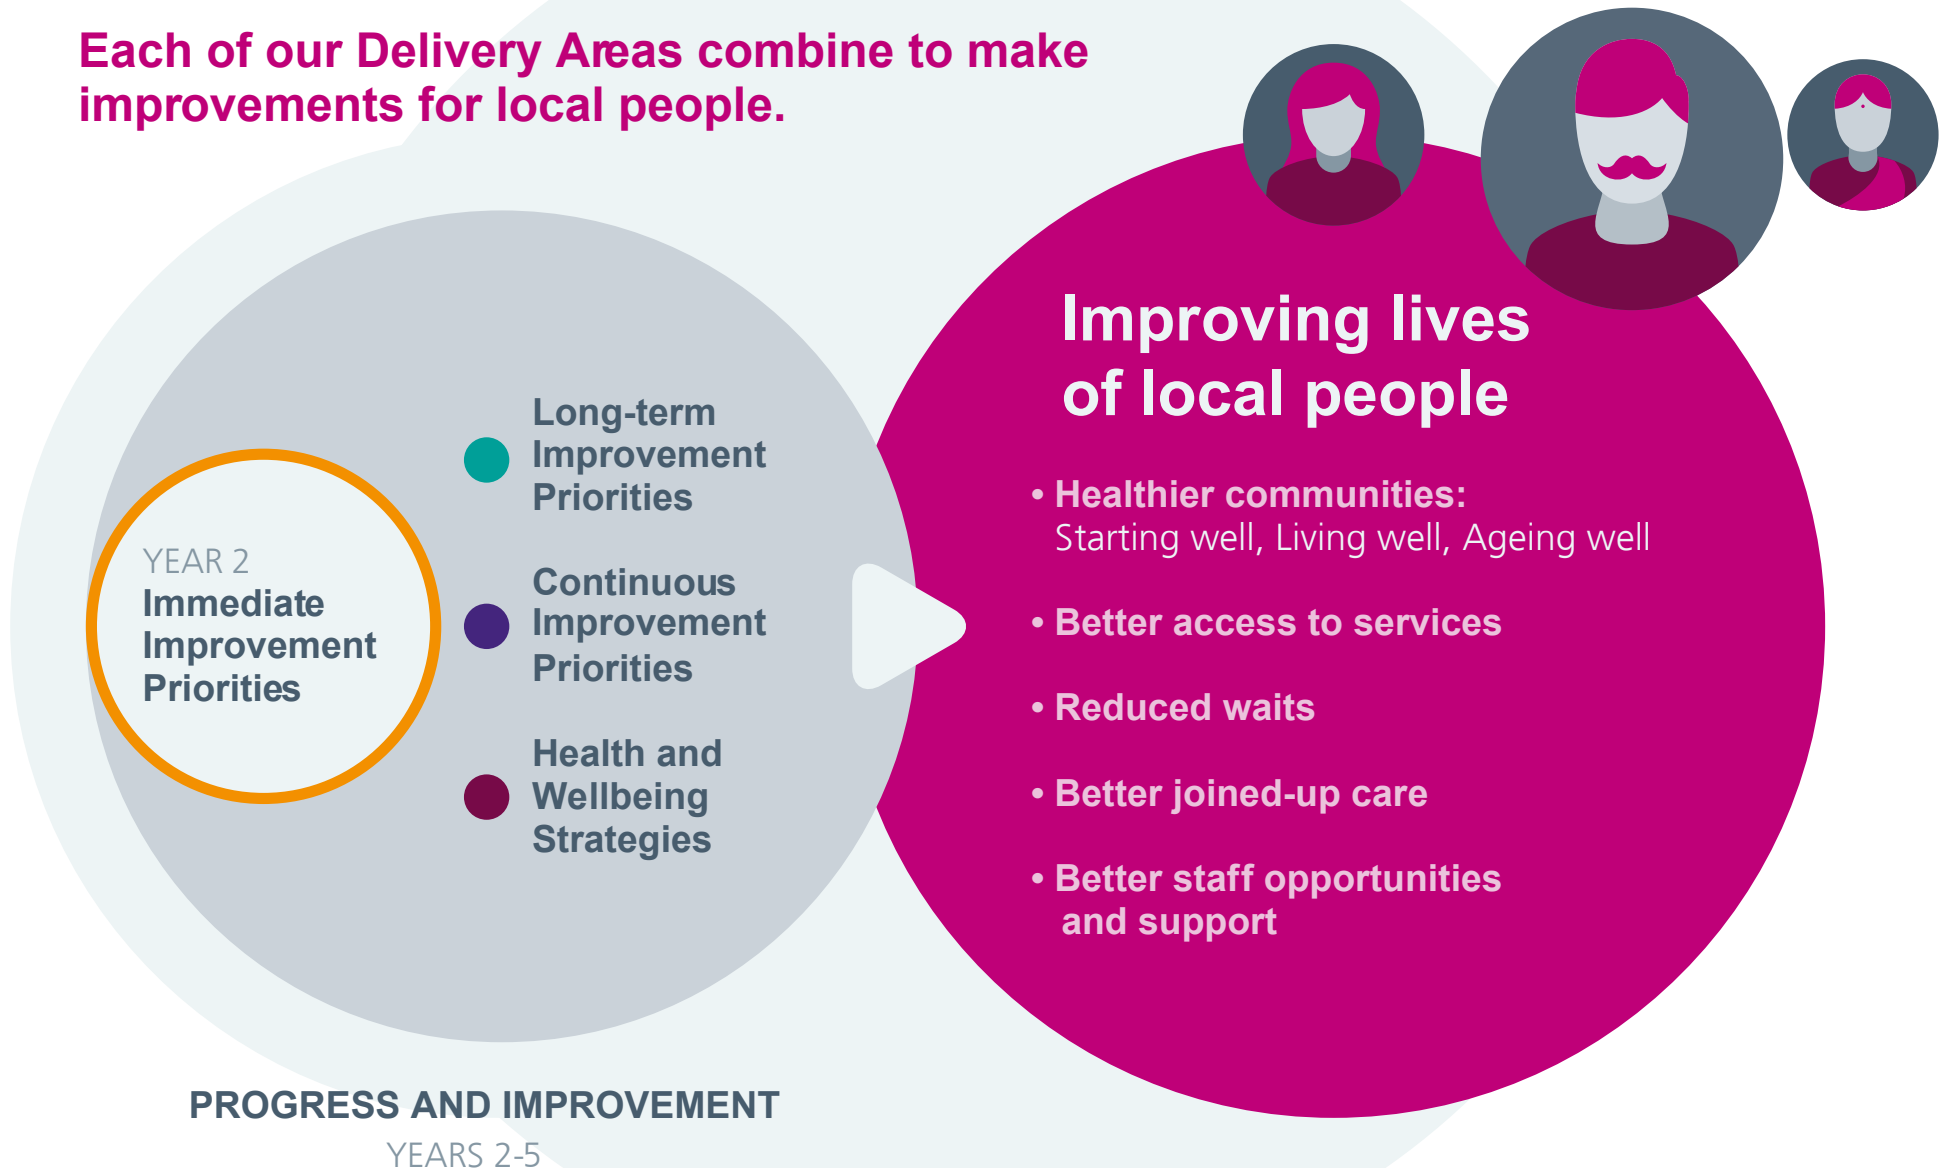 Each of our Delivery Areas combine to make
improvements for local people.
YEAR 2
Immediate
Improvement
Priorities
Long-term
Improvement
Priorities
Continuous
Improvement
Priorities
Health and
Wellbeing
Strategies
PROGRESS AND IMPROVEMENT
YEARS 2-5
Improving lives
of local people
• Healthier communities:
Starting well, Living well, Ageing well
• Better access to services
• Reduced waits
• Better joined-up care
• Better staff opportunities
and support